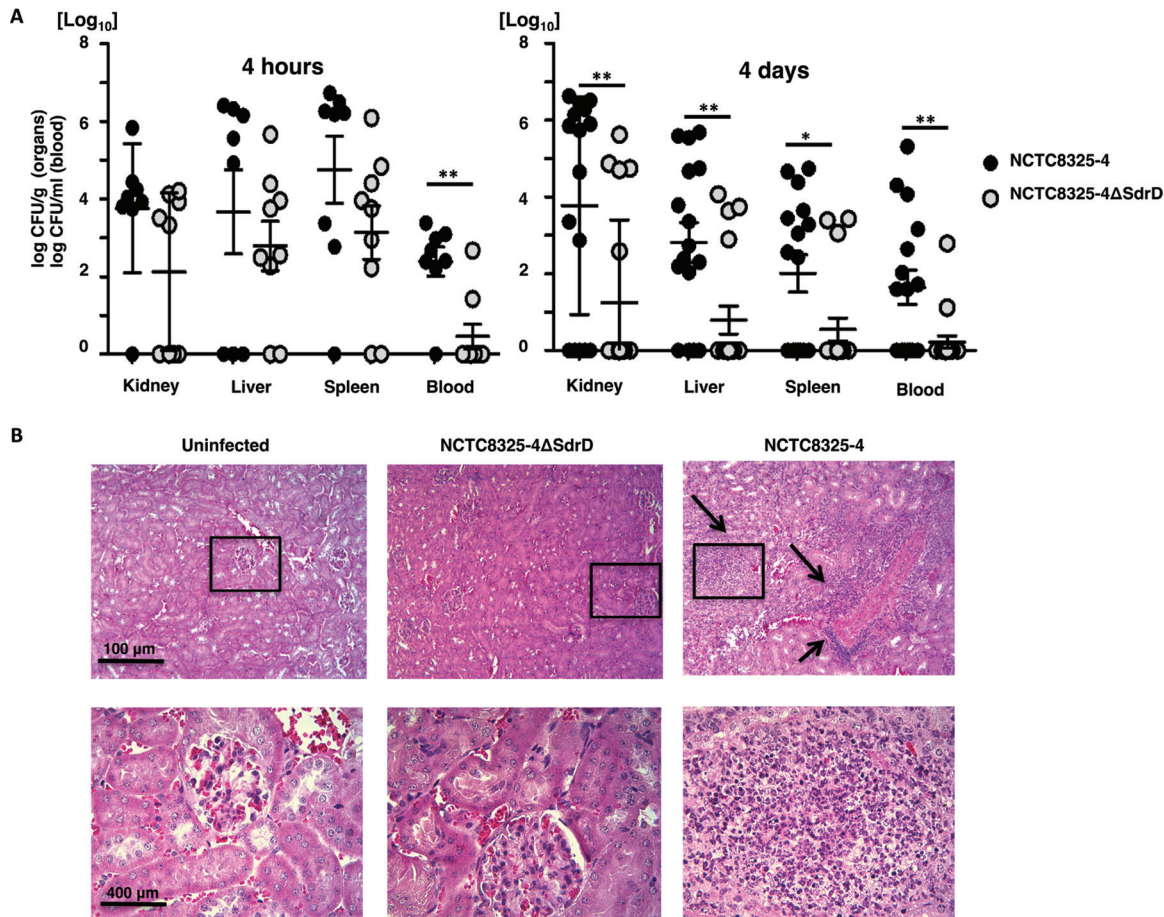 A
[Log10]
8
6
4
2
0
log CFU/g (organs)
log CFU/ml (blood)
4 hours
**
Kidney Liver Spleen Blood
[Log10]
8
6
4
2
0
4 days
** ** * **
Kidney Liver Spleen Blood
NCTC8325-4
NCTC8325-4ΔSdrD
B
Uninfected NCTC8325-4ΔSdrD NCTC8325-4
100 µm
400 µm